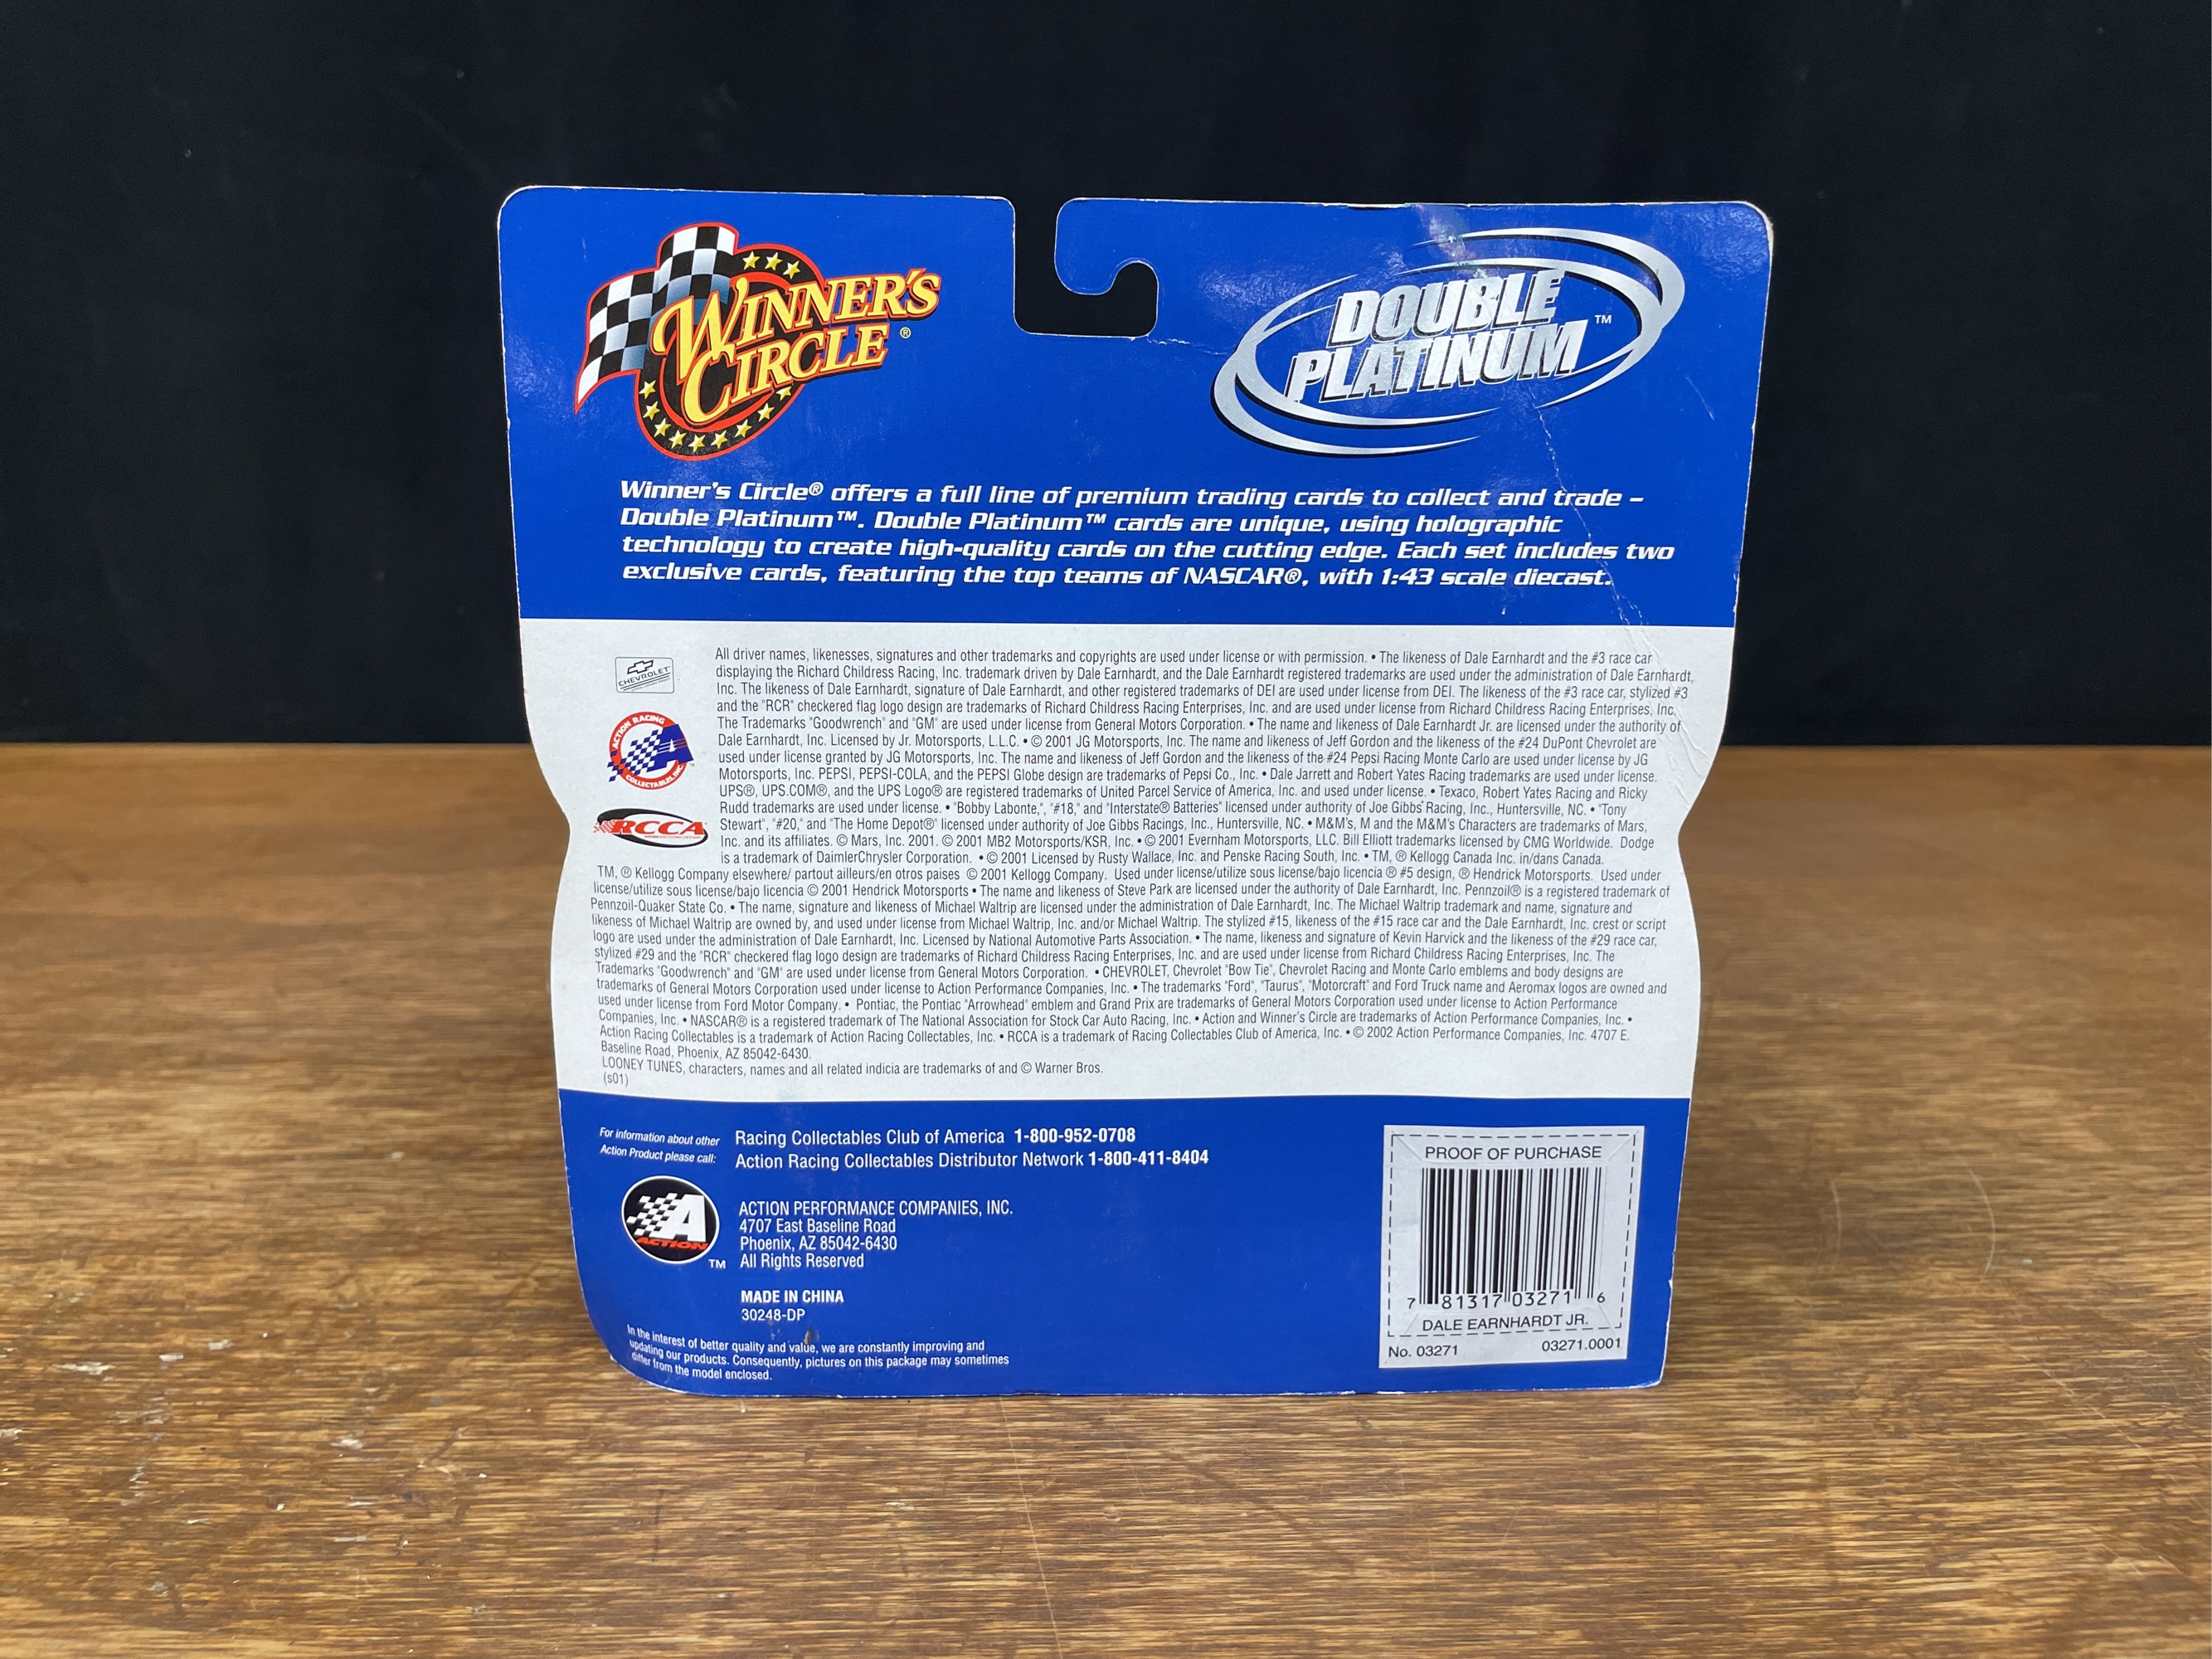 WINNER'S
CIRCLE®
DOUBLE
PLATINUM™
Winner's Circle® offers a full line of premium trading cards to collect and trade –
Double Platinum™. Double Platinum™ cards are unique, using holographic
technology to create high-quality cards on the cutting edge. Each set includes two
exclusive cards, featuring the top teams of NASCAR®, with 1:43 scale diecast.
CHEVROLET
ACTION RACING
COLLECTABLES, INC.
RCCA
All driver names, likenesses, signatures and other trademarks and copyrights are used under license or with permission. • The likeness of Dale Earnhardt and the #3 race car
displaying the Richard Childress Racing, Inc. trademark driven by Dale Earnhardt, and the Dale Earnhardt registered trademarks are used under the administration of Dale Earnhardt,
Inc. The likeness of Dale Earnhardt, signature of Dale Earnhardt, and other registered trademarks of DEI are used under license from DEI. The likeness of the #3 race car, stylized #3
and the "RCR" checkered flag logo design are trademarks of Richard Childress Racing Enterprises, Inc. and are used under license from Richard Childress Racing Enterprises, Inc.
The Trademarks "Goodwrench" and "GM" are used under license from General Motors Corporation. • The name and likeness of Dale Earnhardt Jr. are licensed under the authority of
Dale Earnhardt, Inc. Licensed by Jr. Motorsports, L.L.C. • © 2001 JG Motorsports, Inc. The name and likeness of Jeff Gordon and the likeness of the #24 DuPont Chevrolet are
used under license granted by JG Motorsports, Inc. The name and likeness of Jeff Gordon and the likeness of the #24 Pepsi Racing Monte Carlo are used under license by JG
Motorsports, Inc. PEPSI, PEPSI-COLA, and the PEPSI Globe design are trademarks of Pepsi Co., Inc. • Dale Jarrett and Robert Yates Racing trademarks are used under license.
UPS®, UPS.COM®, and the UPS Logo® are registered trademarks of United Parcel Service of America, Inc. and used under license. • Texaco, Robert Yates Racing and Ricky
Rudd trademarks are used under license. • "Bobby Labonte,", "#18," and "Interstate® Batteries" licensed under authority of Joe Gibbs Racing, Inc., Huntersville, NC. • "Tony
Stewart", "#20," and "The Home Depot®" licensed under authority of Joe Gibbs Racings, Inc., Huntersville, NC. • M&M's, M and the M&M's Characters are trademarks of Mars,
Inc. and its affiliates. © Mars, Inc. 2001. © 2001 MB2 Motorsports/KSR, Inc. • © 2001 Evernham Motorsports, LLC. Bill Elliott trademarks licensed by CMG Worldwide. Dodge
is a trademark of DaimlerChrysler Corporation. • © 2001 Licensed by Rusty Wallace, Inc. and Penske Racing South, Inc. • TM, ® Kellogg Canada Inc. in/dans Canada.
TM, ® Kellogg Company elsewhere/ partout ailleurs/en otros paises © 2001 Kellogg Company. Used under license/utilize sous license/bajo licencia ® #5 design, ® Hendrick Motorsports. Used under
license/utilize sous license/bajo licencia © 2001 Hendrick Motorsports • The name and likeness of Steve Park are licensed under the authority of Dale Earnhardt, Inc. Pennzoil® is a registered trademark of
Pennzoil-Quaker State Co. • The name, signature and likeness of Michael Waltrip are licensed under the administration of Dale Earnhardt, Inc. The Michael Waltrip trademark and name, signature and
likeness of Michael Waltrip are owned by, and used under license from Michael Waltrip, Inc. and/or Michael Waltrip. The stylized #15, likeness of the #15 race car and the Dale Earnhardt, Inc. crest or script
logo are used under the administration of Dale Earnhardt, Inc. Licensed by National Automotive Parts Association. • The name, likeness and signature of Kevin Harvick and the likeness of the #29 race car,
stylized #29 and the "RCR" checkered flag logo design are trademarks of Richard Childress Racing Enterprises, Inc. and are used under license from Richard Childress Racing Enterprises, Inc. The
Trademarks "Goodwrench" and "GM" are used under license from General Motors Corporation. • CHEVROLET, Chevrolet "Bow Tie", Chevrolet Racing and Monte Carlo emblems and body designs are
trademarks of General Motors Corporation used under license to Action Performance Companies, Inc. • The trademarks "Ford", "Taurus", "Motorcraft" and Ford Truck name and Aeromax logos are owned and
used under license from Ford Motor Company. • Pontiac, the Pontiac "Arrowhead" emblem and Grand Prix are trademarks of General Motors Corporation used under license to Action Performance
Companies, Inc. • NASCAR® is a registered trademark of The National Association for Stock Car Auto Racing, Inc. • Action and Winner's Circle are trademarks of Action Performance Companies, Inc. •
Action Racing Collectables is a trademark of Action Racing Collectables, Inc. • RCCA is a trademark of Racing Collectables Club of America, Inc. • © 2002 Action Performance Companies, Inc. 4707 E.
Baseline Road, Phoenix, AZ 85042-6430.
LOONEY TUNES, characters, names and all related indicia are trademarks of and © Warner Bros.
(s01)
For information about other
Action Product please call:
Racing Collectables Club of America 1-800-952-0708
Action Racing Collectables Distributor Network 1-800-411-8404
A
ACTION
TM
ACTION PERFORMANCE COMPANIES, INC.
4707 East Baseline Road
Phoenix, AZ 85042-6430
All Rights Reserved
MADE IN CHINA
30248-DP
In the interest of better quality and value, we are constantly improving and
updating our products. Consequently, pictures on this package may sometimes
differ from the model enclosed.
PROOF OF PURCHASE
7 81317 03271 6
DALE EARNHARDT JR.
No. 03271 03271.0001